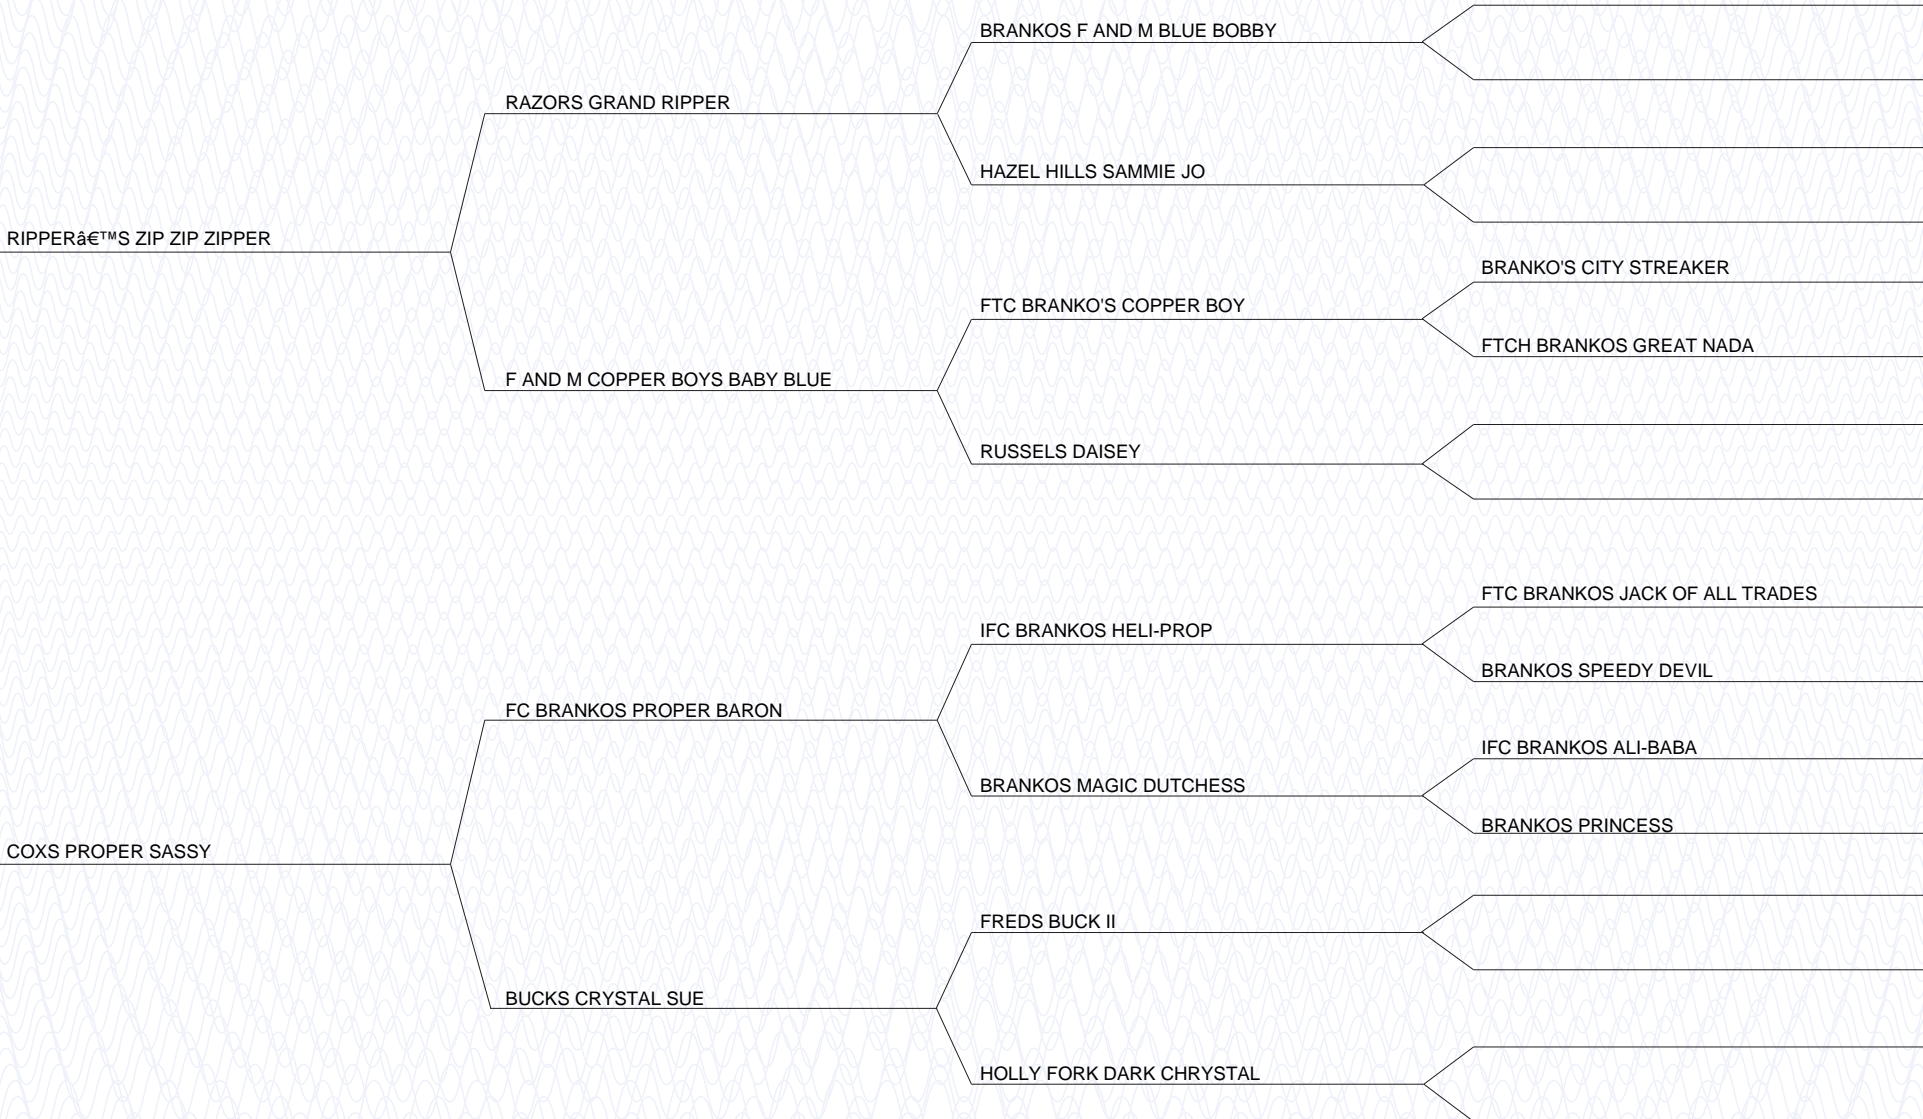 BRANKOS F AND M BLUE BOBBY
RAZORS GRAND RIPPER
HAZEL HILLS SAMMIE JO
RIPPERâ€™S ZIP ZIP ZIPPER
BRANKO'S CITY STREAKER
FTC BRANKO'S COPPER BOY
FTCH BRANKOS GREAT NADA
F AND M COPPER BOYS BABY BLUE
RUSSELS DAISEY
FTC BRANKOS JACK OF ALL TRADES
IFC BRANKOS HELI-PROP
BRANKOS SPEEDY DEVIL
FC BRANKOS PROPER BARON
IFC BRANKOS ALI-BABA
BRANKOS MAGIC DUTCHESS
BRANKOS PRINCESS
COXS PROPER SASSY
FREDS BUCK II
BUCKS CRYSTAL SUE
HOLLY FORK DARK CHRYSTAL